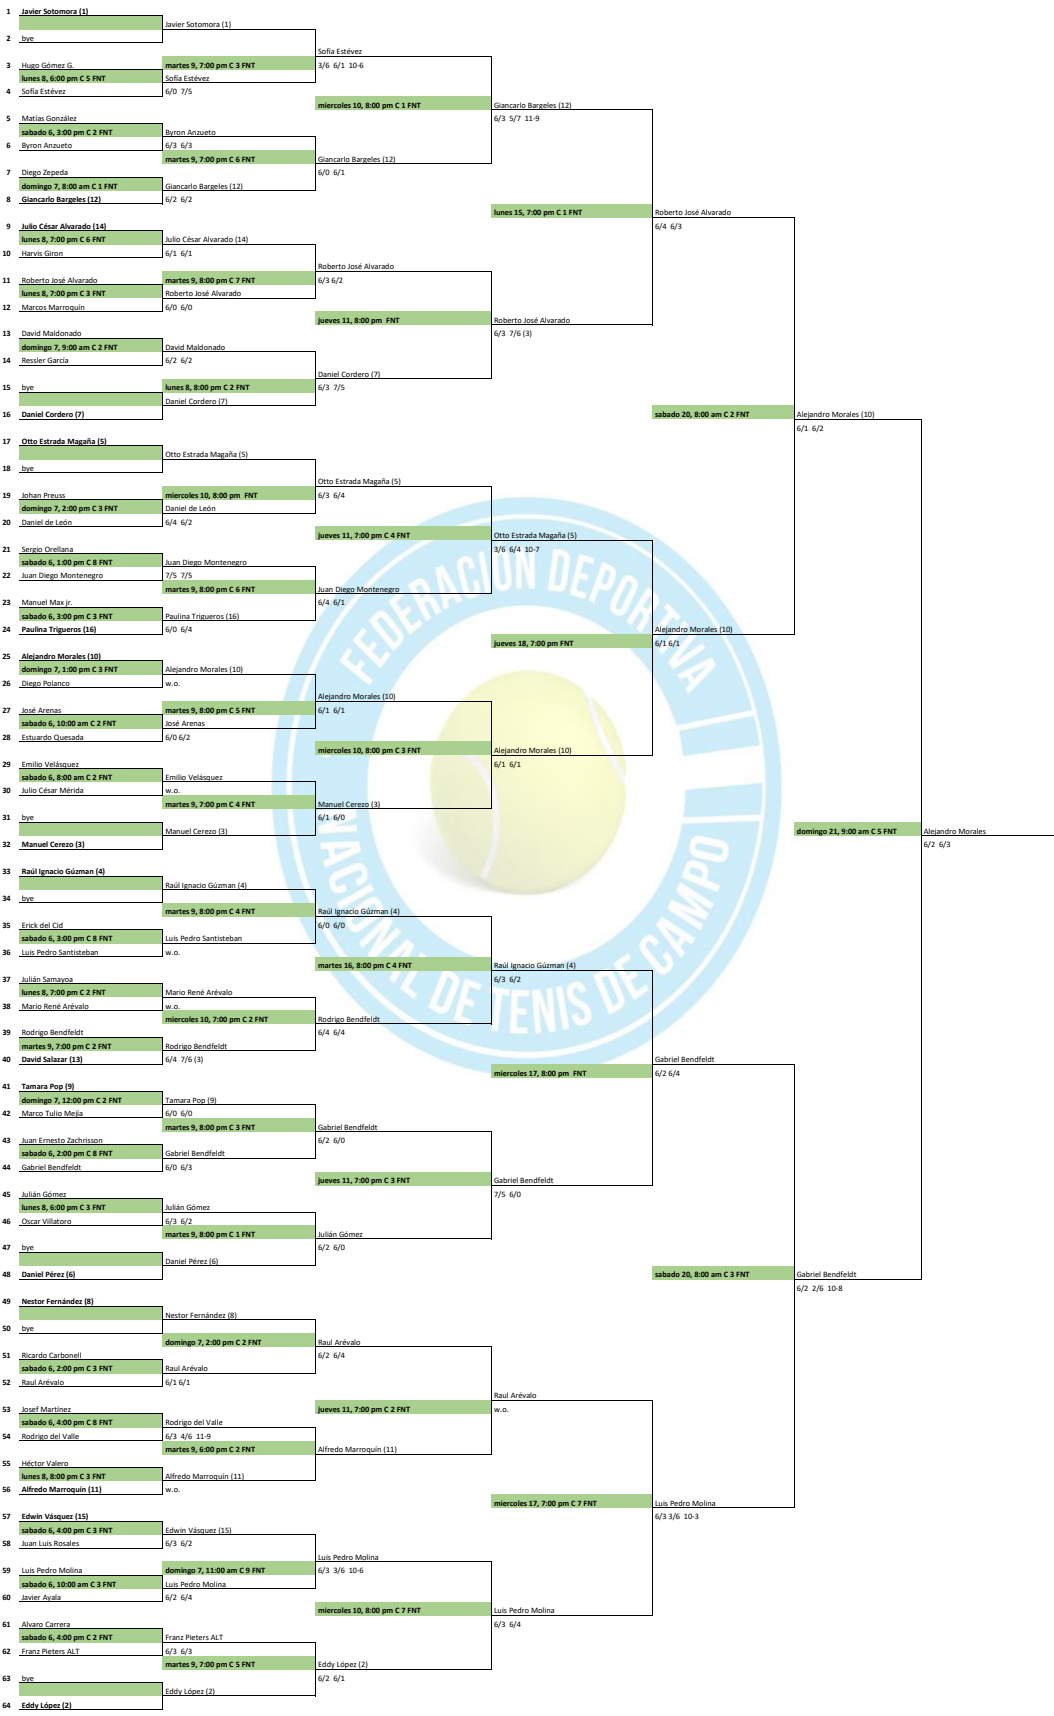 1 Javier Sotomora (1)
Javier Sotomora (1)
2 bye
Sofía Estévez
3 Hugo Gómez G. martes 9, 7:00 pm C 3 FNT 3/6 6/1 10-6
lunes 8, 6:00 pm C 5 FNT Sofía Estévez
4 Sofía Estévez 6/0 7/5
miercoles 10, 8:00 pm C 1 FNT Giancarlo Bargeles (12)
5 Matías González 6/3 5/7 11-9
sabado 6, 3:00 pm C 2 FNT Byron Anzueto
6 Byron Anzueto 6/3 6/3
martes 9, 7:00 pm C 6 FNT Giancarlo Bargeles (12)
7 Diego Zepeda 6/0 6/1
domingo 7, 8:00 am C 1 FNT Giancarlo Bargeles (12)
8 Giancarlo Bargeles (12) 6/2 6/2
lunes 15, 7:00 pm C 1 FNT Roberto José Alvarado
9 Julio César Alvarado (14) 6/4 6/3
lunes 8, 7:00 pm C 6 FNT Julio César Alvarado (14)
10 Harvis Giron 6/1 6/1
Roberto José Alvarado
11 Roberto José Alvarado martes 9, 8:00 pm C 7 FNT 6/3 6/2
lunes 8, 7:00 pm C 3 FNT Roberto José Alvarado
12 Marcos Marroquín 6/0 6/0
jueves 11, 8:00 pm FNT Roberto José Alvarado
13 David Maldonado 6/3 7/6 (3)
domingo 7, 9:00 am C 2 FNT David Maldonado
14 Ressler García 6/2 6/2
Daniel Cordero (7)
15 bye lunes 8, 8:00 pm C 2 FNT 6/3 7/5
Daniel Cordero (7)
16 Daniel Cordero (7) sabado 20, 8:00 am C 2 FNT Alejandro Morales (10)
6/1 6/2
17 Otto Estrada Magaña (5)
Otto Estrada Magaña (5)
18 bye
Otto Estrada Magaña (5)
19 Johan Preuss miercoles 10, 8:00 pm FNT 6/3 6/4
domingo 7, 2:00 pm C 3 FNT Daniel de León
20 Daniel de León 6/4 6/2
jueves 11, 7:00 pm C 4 FNT Otto Estrada Magaña (5)
21 Sergio Orellana 3/6 6/4 10-7
sabado 6, 1:00 pm C 8 FNT Juan Diego Montenegro
22 Juan Diego Montenegro 7/5 7/5
martes 9, 8:00 pm C 6 FNT Juan Diego Montenegro
23 Manuel Max jr. 6/4 6/1
sabado 6, 3:00 pm C 3 FNT Paulina Trigueros (16)
24 Paulina Trigueros (16) 6/0 6/4 Alejandro Morales (10)
jueves 18, 7:00 pm FNT 6/1 6/1
25 Alejandro Morales (10)
domingo 7, 1:00 pm C 3 FNT Alejandro Morales (10)
26 Diego Polanco w.o.
Alejandro Morales (10)
27 José Arenas martes 9, 8:00 pm C 5 FNT 6/1 6/1
sabado 6, 10:00 am C 2 FNT José Arenas
28 Estuardo Quesada 6/0 6/2
miercoles 10, 8:00 pm C 3 FNT Alejandro Morales (10)
29 Emilio Velásquez 6/1 6/1
sabado 6, 8:00 am C 2 FNT Emilio Velásquez
30 Julio César Mérida w.o.
martes 9, 7:00 pm C 4 FNT Manuel Cerezo (3)
31 bye 6/1 6/0
Manuel Cerezo (3) domingo 21, 9:00 am C 5 FNT Alejandro Morales
32 Manuel Cerezo (3) 6/2 6/3
33 Raúl Ignacio Gúzman (4)
Raúl Ignacio Gúzman (4)
34 bye
martes 9, 8:00 pm C 4 FNT Raúl Ignacio Gúzman (4)
35 Erick del Cid 6/0 6/0
sabado 6, 3:00 pm C 8 FNT Luis Pedro Santisteban
36 Luis Pedro Santisteban w.o.
martes 16, 8:00 pm C 4 FNT Raúl Ignacio Gúzman (4)
37 Julián Samayoa 6/3 6/2
lunes 8, 7:00 pm C 2 FNT Mario René Arévalo
38 Mario René Arévalo w.o.
miercoles 10, 7:00 pm C 2 FNT Rodrigo Bendfeldt
39 Rodrigo Bendfeldt 6/4 6/4
martes 9, 7:00 pm C 2 FNT Rodrigo Bendfeldt
40 David Salazar (13) 6/4 7/6 (3) Gabriel Bendfeldt
miercoles 17, 8:00 pm FNT 6/2 6/4
41 Tamara Pop (9)
domingo 7, 12:00 pm C 2 FNT Tamara Pop (9)
42 Marco Tulio Mejía 6/0 6/0
martes 9, 8:00 pm C 3 FNT Gabriel Bendfeldt
43 Juan Ernesto Zachrisson 6/2 6/0
sabado 6, 2:00 pm C 8 FNT Gabriel Bendfeldt
44 Gabriel Bendfeldt 6/0 6/3
jueves 11, 7:00 pm C 3 FNT Gabriel Bendfeldt
45 Julián Gómez 7/5 6/0
lunes 8, 6:00 pm C 3 FNT Julián Gómez
46 Oscar Villatoro 6/3 6/2
martes 9, 8:00 pm C 1 FNT Julián Gómez
47 bye 6/2 6/0
Daniel Pérez (6)
48 Daniel Pérez (6) sabado 20, 8:00 am C 3 FNT Gabriel Bendfeldt
6/2 2/6 10-8
49 Nestor Fernández (8)
Nestor Fernández (8)
50 bye
domingo 7, 2:00 pm C 2 FNT Raul Arévalo
51 Ricardo Carbonell 6/2 6/4
sabado 6, 2:00 pm C 3 FNT Raul Arévalo
52 Raul Arévalo 6/1 6/1
Raul Arévalo
53 Josef Martínez jueves 11, 7:00 pm C 2 FNT w.o.
sabado 6, 4:00 pm C 8 FNT Rodrigo del Valle
54 Rodrigo del Valle 6/3 4/6 11-9
martes 9, 6:00 pm C 2 FNT Alfredo Marroquín (11)
55 Héctor Valero
lunes 8, 8:00 pm C 3 FNT Alfredo Marroquín (11)
56 Alfredo Marroquín (11) w.o.
miercoles 17, 7:00 pm C 7 FNT Luis Pedro Molina
57 Edwin Vásquez (15) 6/3 3/6 10-3
sabado 6, 4:00 pm C 3 FNT Edwin Vásquez (15)
58 Juan Luis Rosales 6/3 6/2
Luis Pedro Molina
59 Luis Pedro Molina domingo 7, 11:00 am C 9 FNT 6/3 3/6 10-6
sabado 6, 10:00 am C 3 FNT Luis Pedro Molina
60 Javier Ayala 6/2 6/4
miercoles 10, 8:00 pm C 7 FNT Luis Pedro Molina
61 Alvaro Carrera 6/3 6/4
sabado 6, 4:00 pm C 2 FNT Franz Pieters ALT
62 Franz Pieters ALT 6/3 6/3
martes 9, 7:00 pm C 5 FNT Eddy López (2)
63 bye 6/2 6/1
Eddy López (2)
64 Eddy López (2)
FEDERACIÓN DEPORTIVA
NACIONAL DE TENIS DE CAMPO